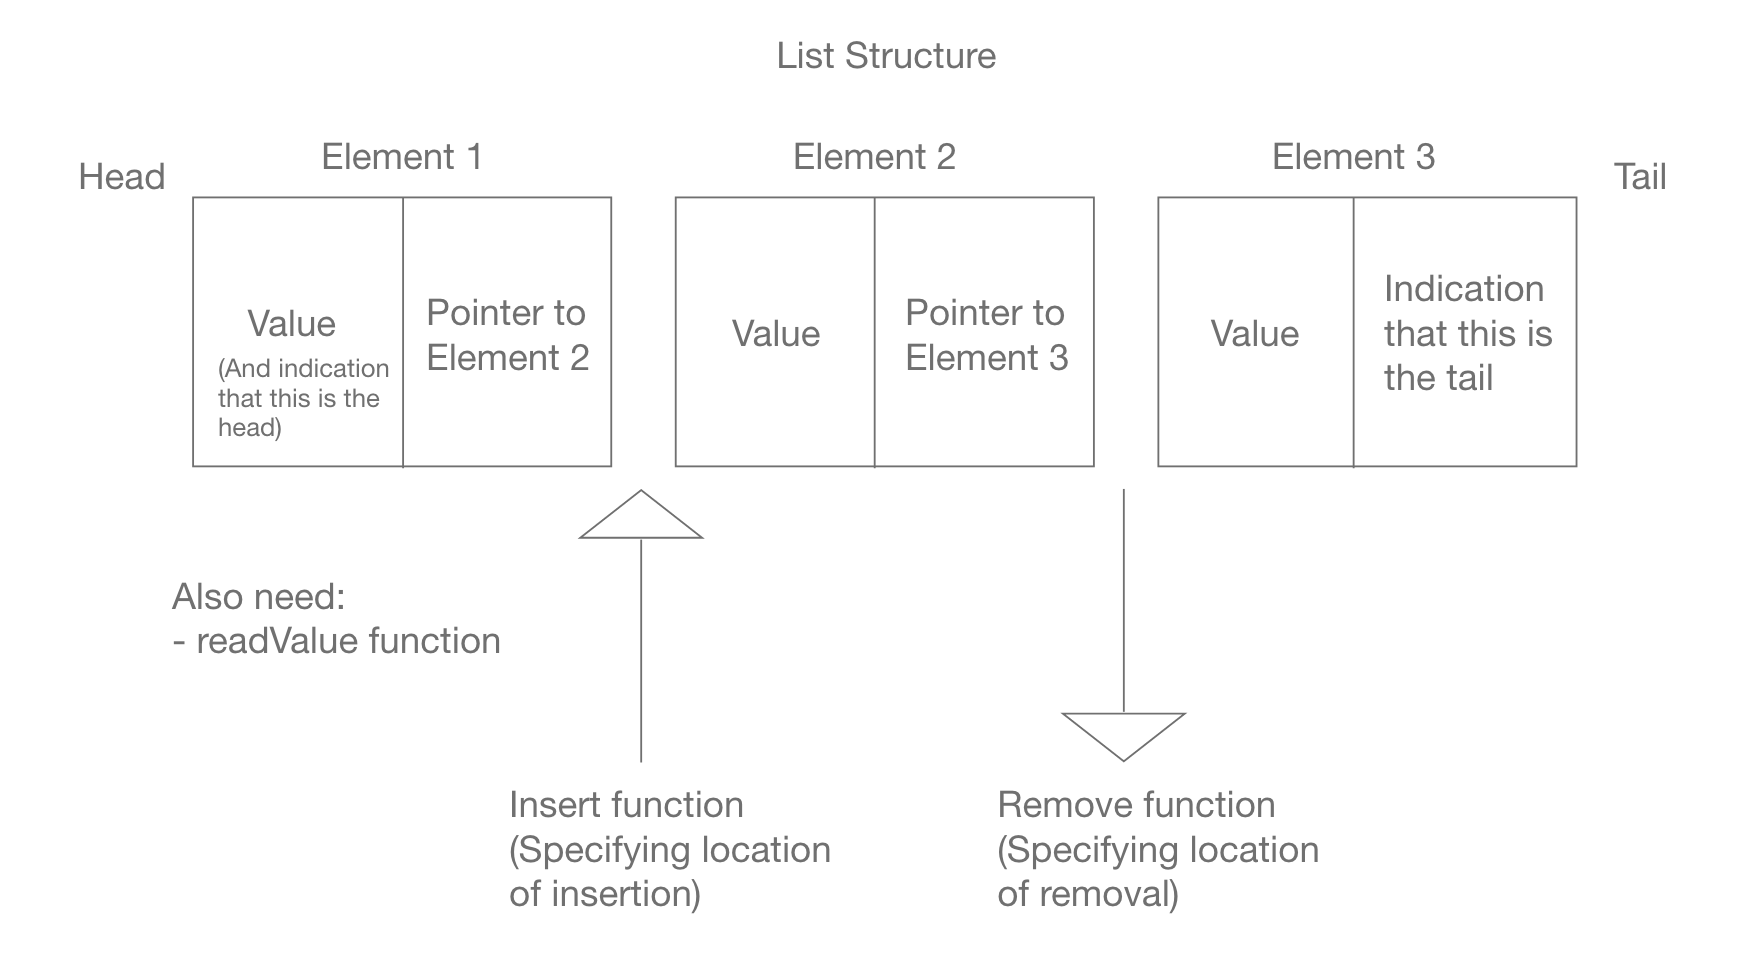 List Structure
Head
Element 1
Element 2
Element 3
Tail
Value
(And indication
that this is the
head)
Pointer to
Element 2
Value
Pointer to
Element 3
Value
Indication
that this is
the tail
Also need:
- readValue function
Insert function
(Specifying location
of insertion)
Remove function
(Specifying location
of removal)